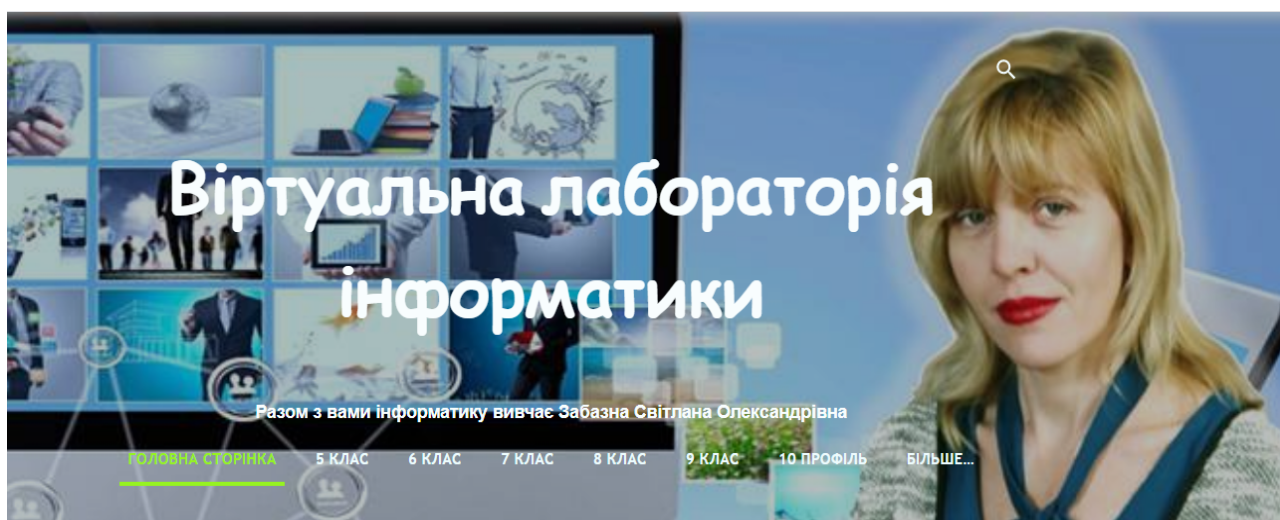 Віртуальна лабораторія
інформатики
Разом з вами інформатику вивчає Забазна Світлана Олександрівна
ГОЛОВНА СТОРІНКА 5 КЛАС 6 КЛАС 7 КЛАС 8 КЛАС 9 КЛАС 10 ПРОФІЛЬ БІЛЬШЕ...